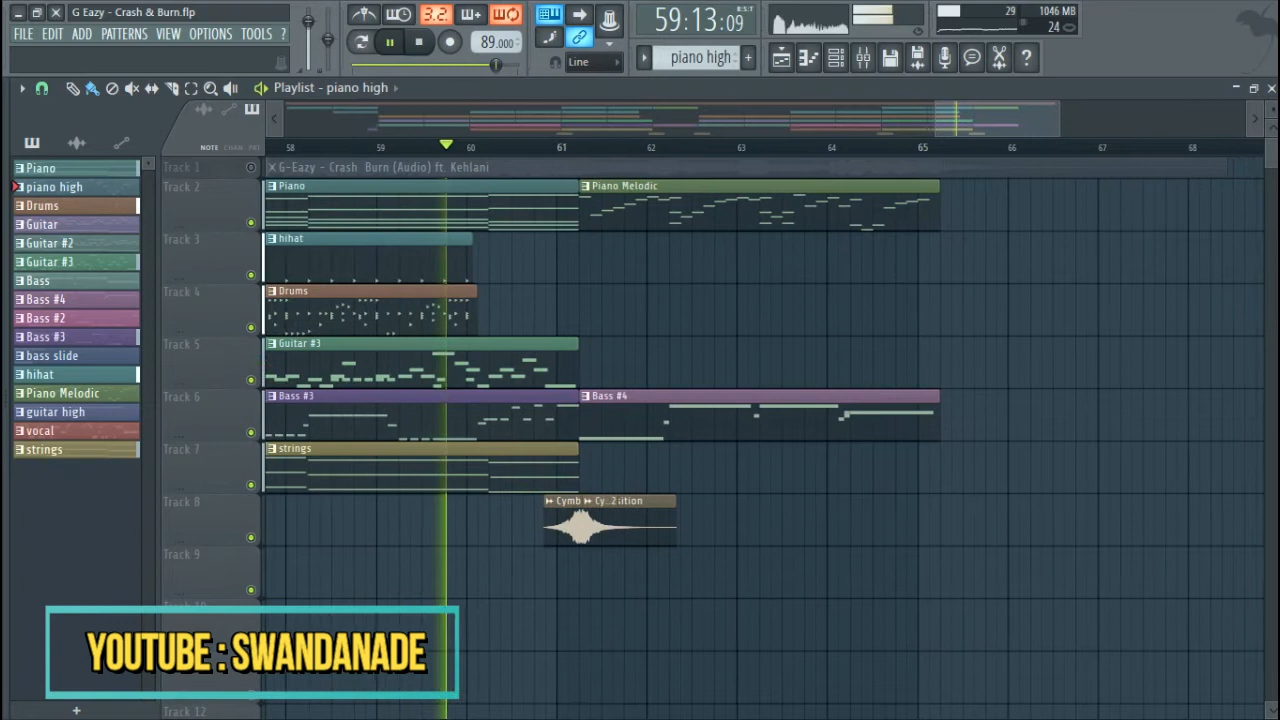 G Eazy - Crash & Burn.flp
FILE EDIT ADD PATTERNS VIEW OPTIONS TOOLS ?
3.2.
89.000
Line
59:13:09
B:S:T
piano high
29
1046 MB
24
Playlist - piano high
NOTE CHAN PAT
58 59 60 61 62 63 64 65 66 67 68
Piano
piano high
Drums
Guitar
Guitar #2
Guitar #3
Bass
Bass #4
Bass #2
Bass #3
bass slide
hihat
Piano Melodic
guitar high
vocal
strings
Track 1
G-Eazy - Crash Burn (Audio) ft. Kehlani
Track 2
Piano
Piano Melodic
Track 3
hihat
Track 4
Drums
Track 5
Guitar #3
Track 6
Bass #3
Bass #4
Track 7
strings
Track 8
Cymb
Track 9
Track 12
YOUTUBE : SWANDANADE